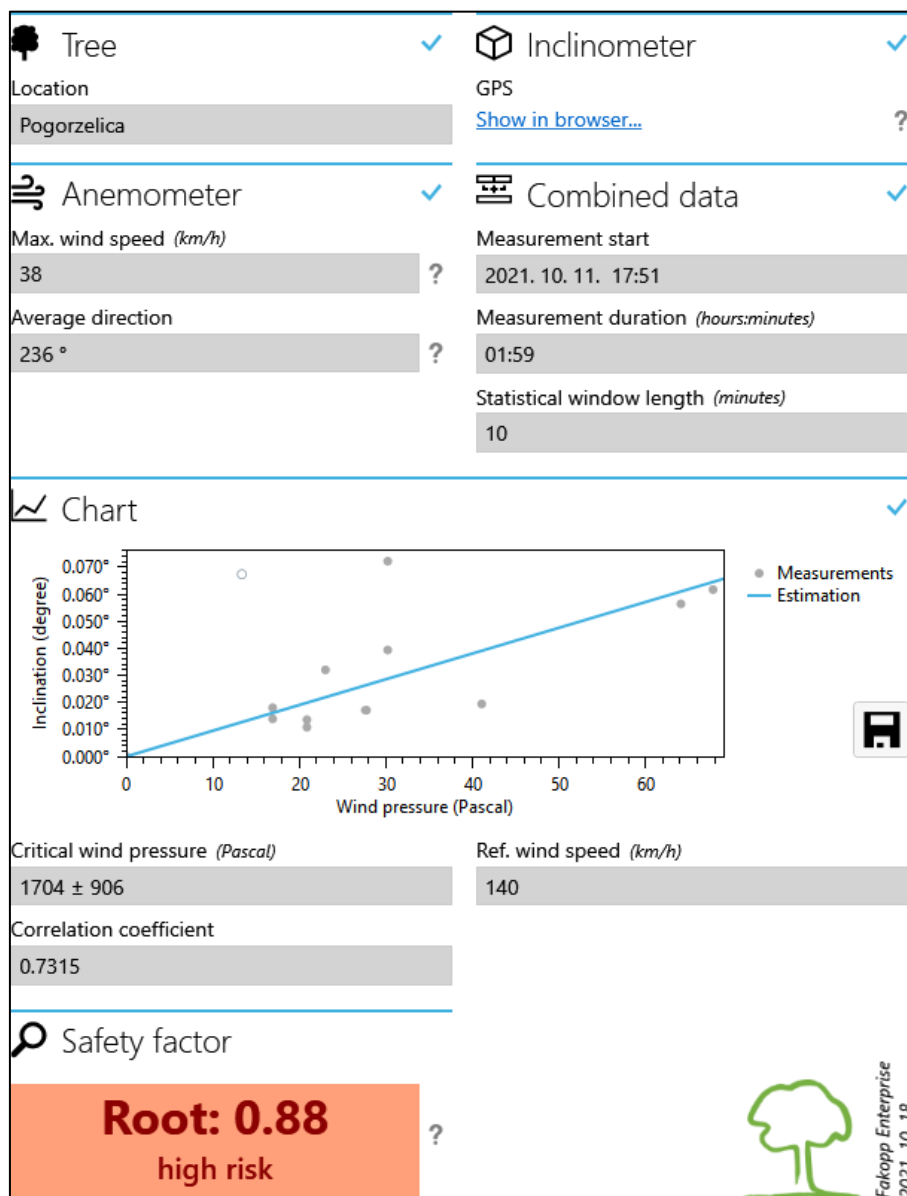 Tree
Location
Pogorzelica
Inclinometer
GPS
Show in browser...
?
Anemometer
Max. wind speed (km/h)
38
?
Average direction
236 °
?
Combined data
Measurement start
2021. 10. 11. 17:51
Measurement duration (hours:minutes)
01:59
Statistical window length (minutes)
10
Chart
Inclination (degree)
0.070°
0.060°
0.050°
0.040°
0.030°
0.020°
0.010°
0.000°
0 10 20 30 40 50 60
Wind pressure (Pascal)
Measurements
Estimation
Critical wind pressure (Pascal)
1704 ± 906
Ref. wind speed (km/h)
140
Correlation coefficient
0.7315
Safety factor
Root: 0.88
high risk
?
Fakopp Enterprise
2021. 10. 18